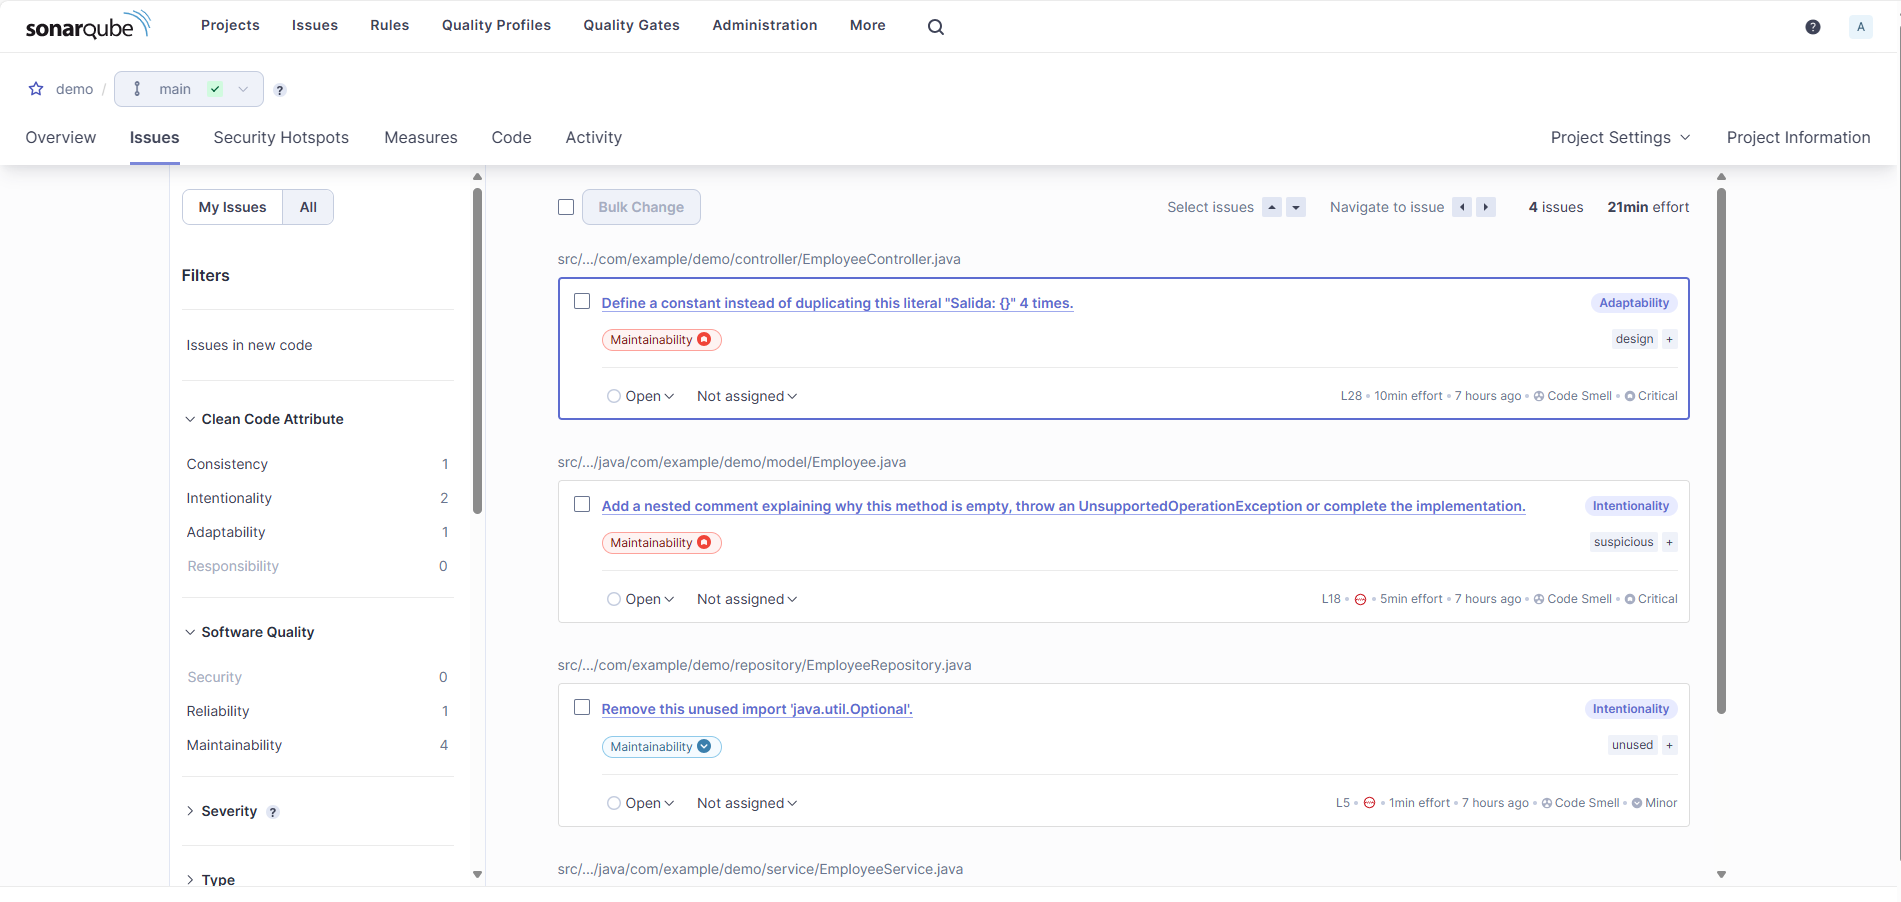 sonarqube
Projects Issues Rules Quality Profiles Quality Gates Administration More
? A
demo / main ?
Overview Issues Security Hotspots Measures Code Activity Project Settings Project Information
My Issues All
Filters
Issues in new code
Clean Code Attribute
Consistency 1
Intentionality 2
Adaptability 1
Responsibility 0
Software Quality
Security 0
Reliability 1
Maintainability 4
Severity ?
Type
Bulk Change Select issues Navigate to issue 4 issues 21min effort
src/.../com/example/demo/controller/EmployeeController.java
Define a constant instead of duplicating this literal "Salida: {}" 4 times. Adaptability
Maintainability design +
Open Not assigned L28 • 10min effort • 7 hours ago • Code Smell • Critical
src/.../java/com/example/demo/model/Employee.java
Add a nested comment explaining why this method is empty, throw an UnsupportedOperationException or complete the implementation. Intentionality
Maintainability suspicious +
Open Not assigned L18 • • 5min effort • 7 hours ago • Code Smell • Critical
src/.../com/example/demo/repository/EmployeeRepository.java
Remove this unused import 'java.util.Optional'. Intentionality
Maintainability unused +
Open Not assigned L5 • • 1min effort • 7 hours ago • Code Smell • Minor
src/.../java/com/example/demo/service/EmployeeService.java